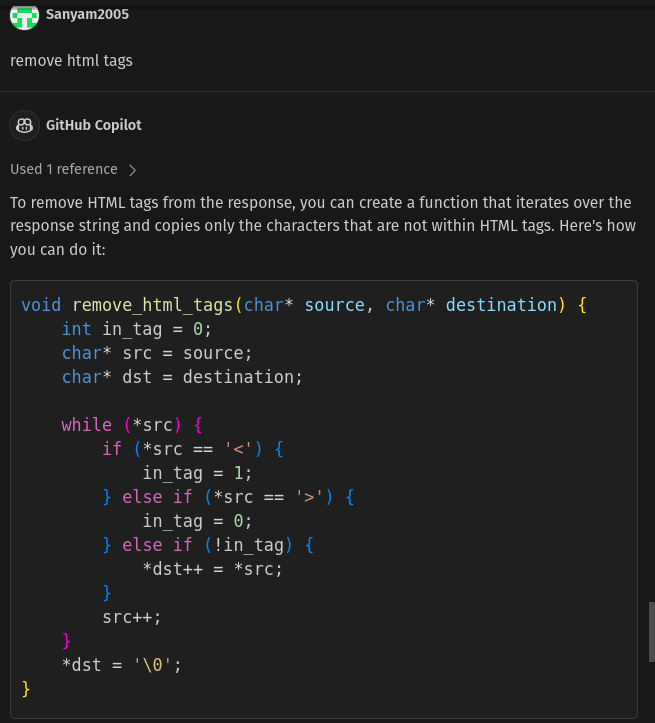 Sanyam2005
remove html tags
GitHub Copilot
Used 1 reference
To remove HTML tags from the response, you can create a function that iterates over the
response string and copies only the characters that are not within HTML tags. Here's how
you can do it:
void remove_html_tags(char* source, char* destination) {
    int in_tag = 0;
    char* src = source;
    char* dst = destination;

    while (*src) {
        if (*src == '<') {
            in_tag = 1;
        } else if (*src == '>') {
            in_tag = 0;
        } else if (!in_tag) {
            *dst++ = *src;
        }
        src++;
    }
    *dst = '\0';
}